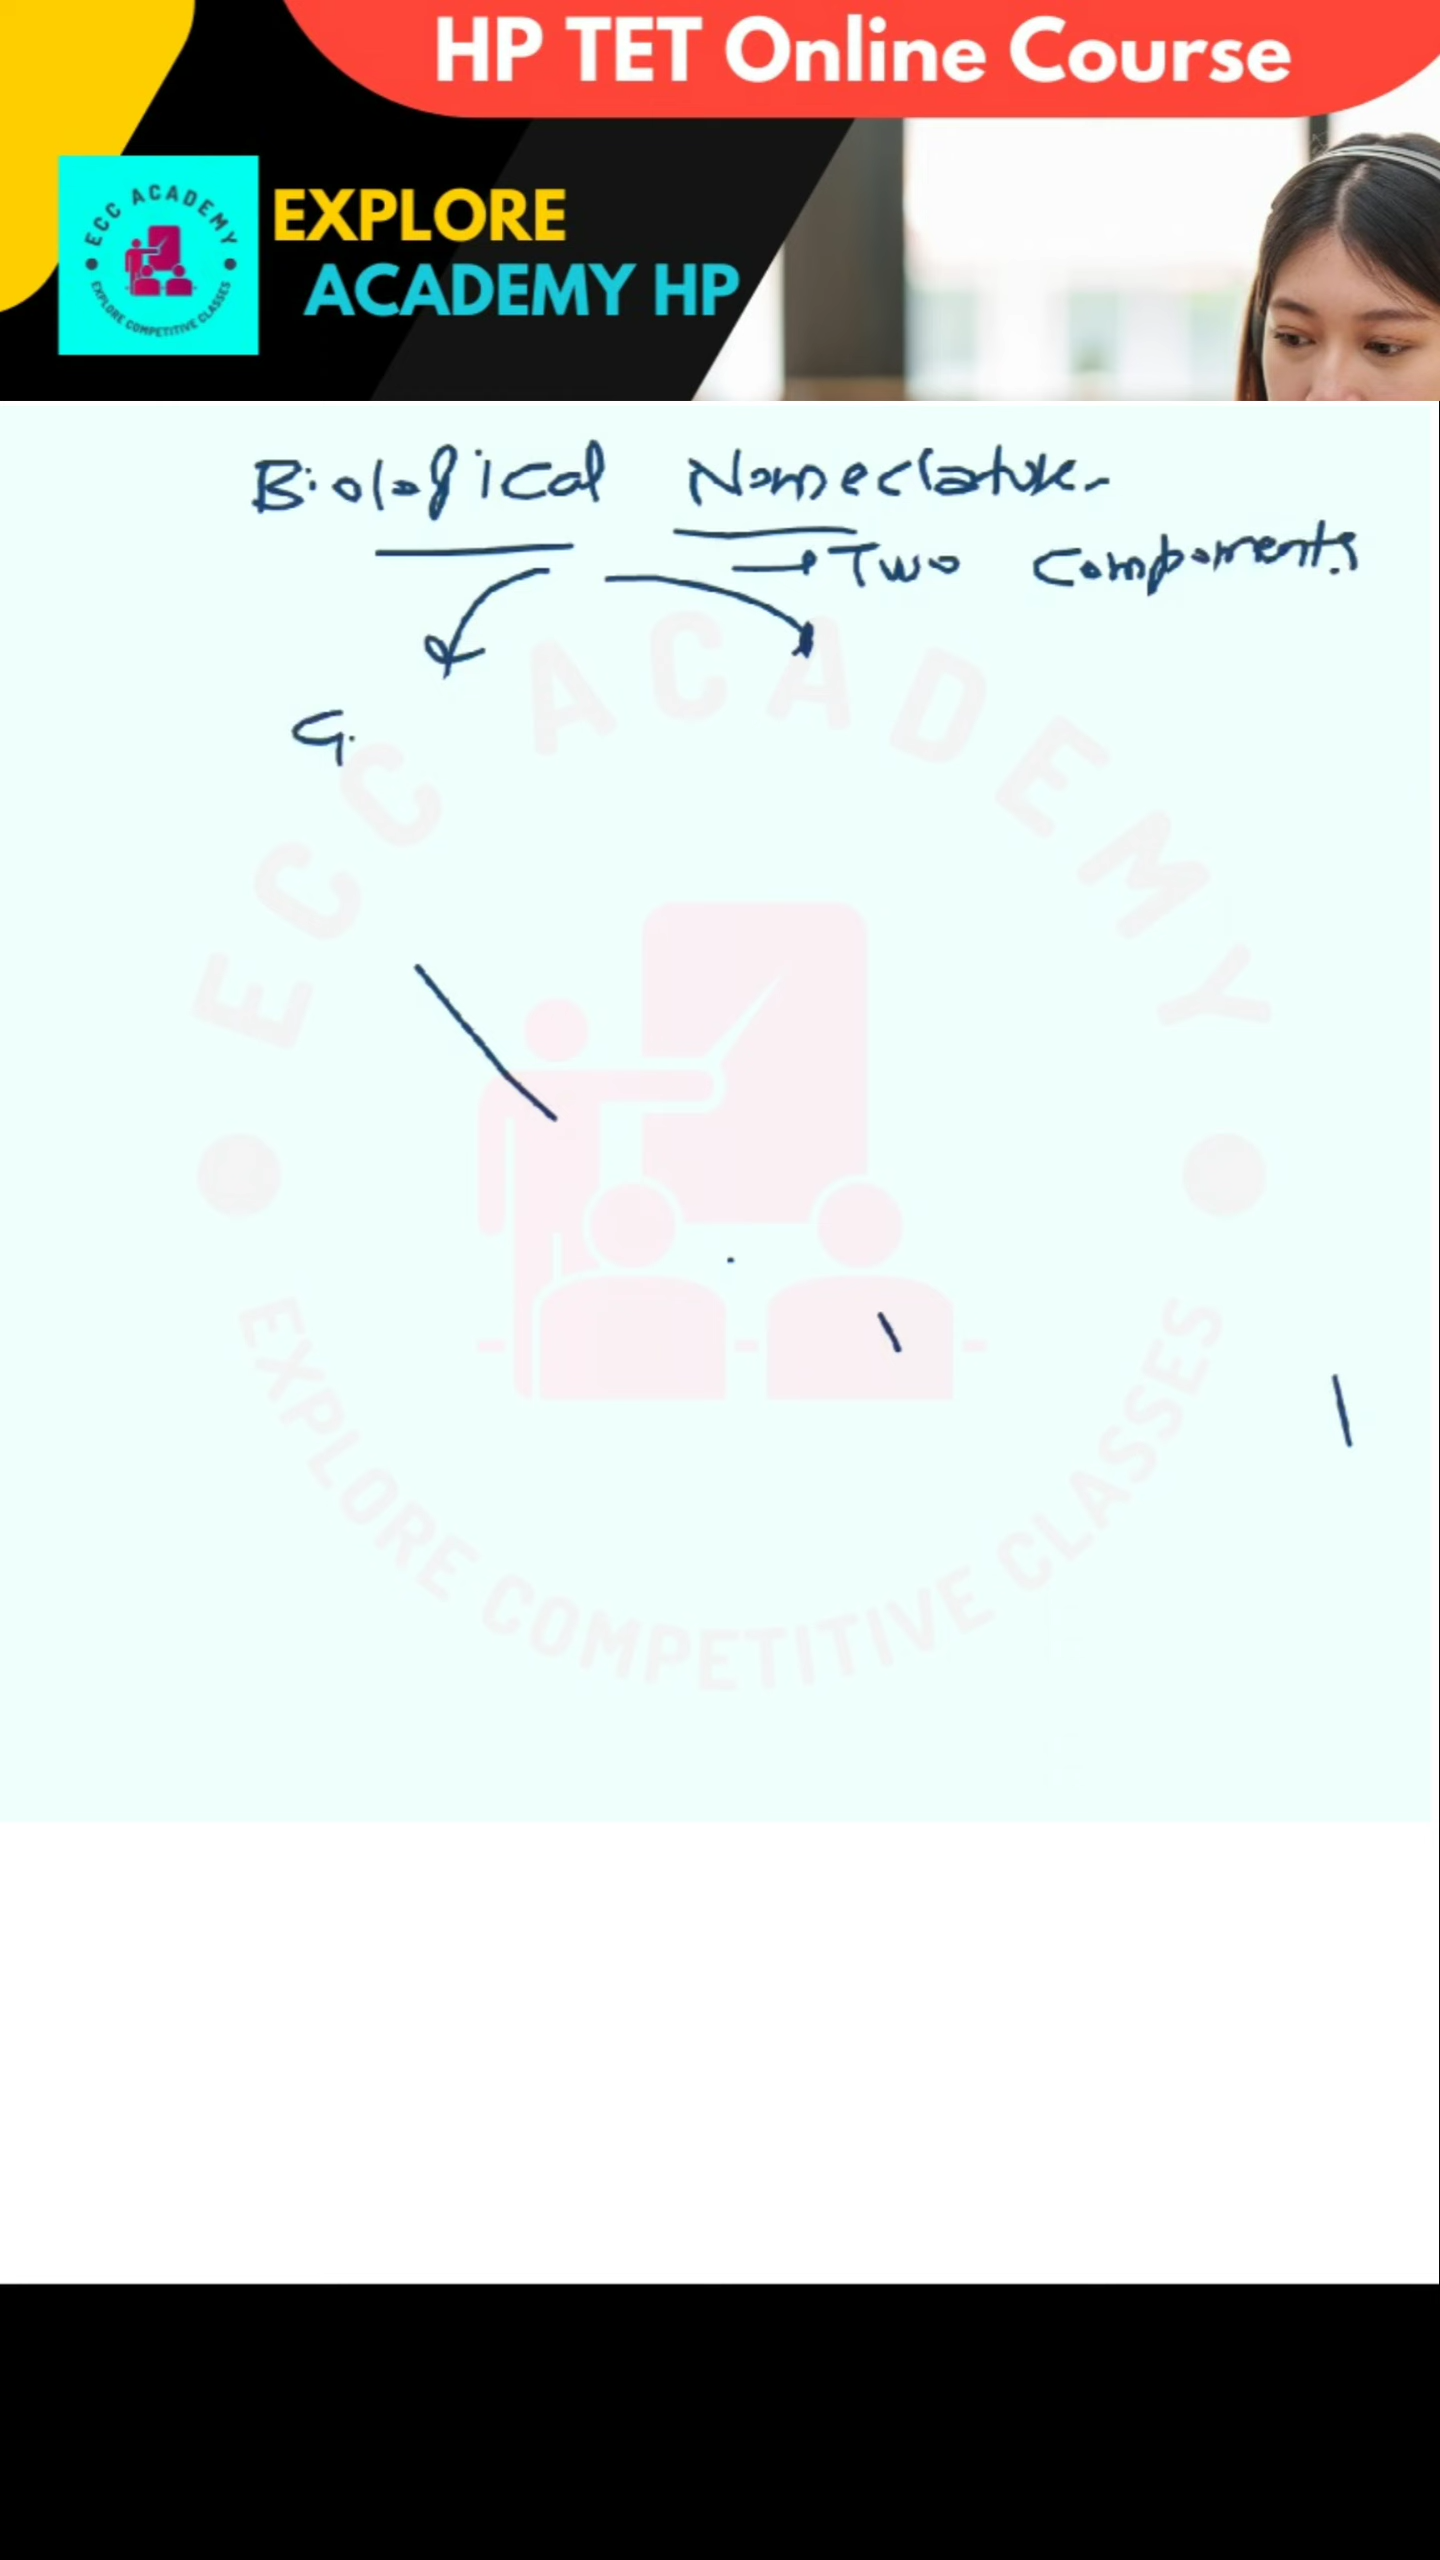 HP TET Online Course
ECC ACADEMY
EXPLORE COMPETITIVE CLASSES
EXPLORE
ACADEMY HP
Biological Nomeclature
Two Components
G
ECC ACADEMY
EXPLORE COMPETITIVE CLASSES